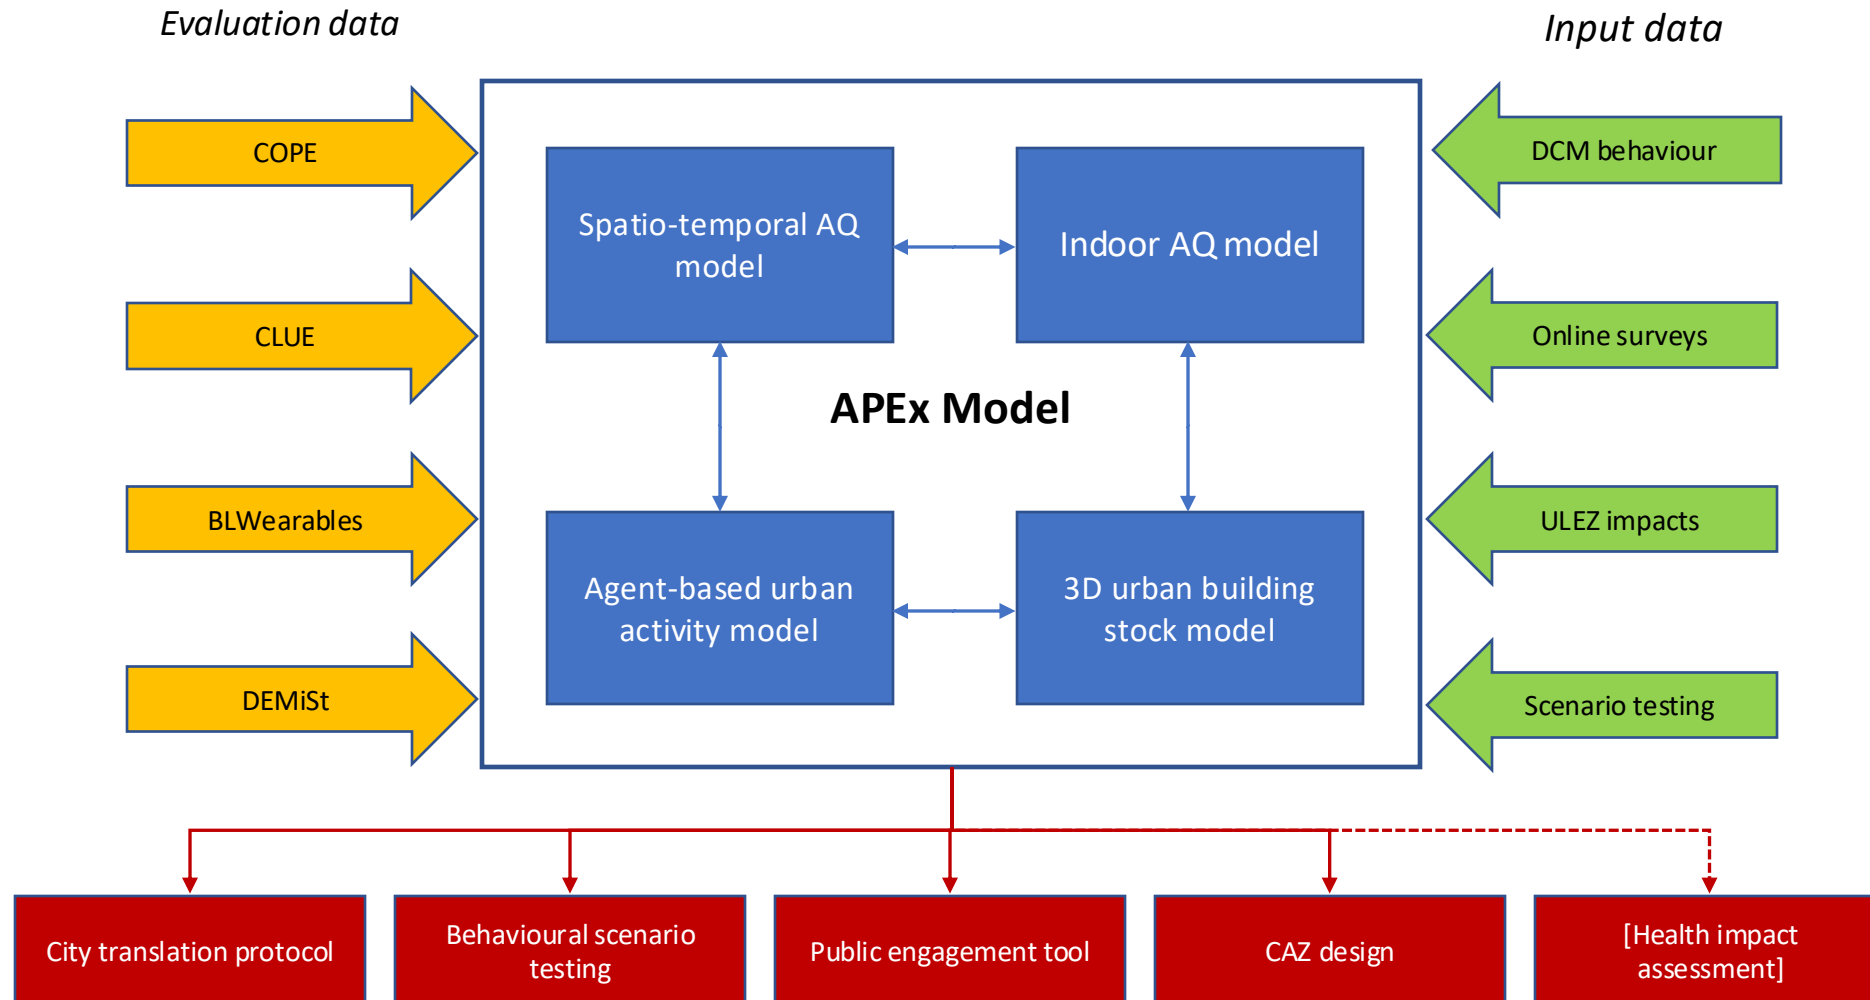 Evaluation data
Input data
COPE
CLUE
BLWearables
DEMiSt
Spatio-temporal AQ
model
Indoor AQ model
APEx Model
Agent-based urban
activity model
3D urban building
stock model
DCM behaviour
Online surveys
ULEZ impacts
Scenario testing
City translation protocol
Behavioural scenario
testing
Public engagement tool
CAZ design
[Health impact
assessment]